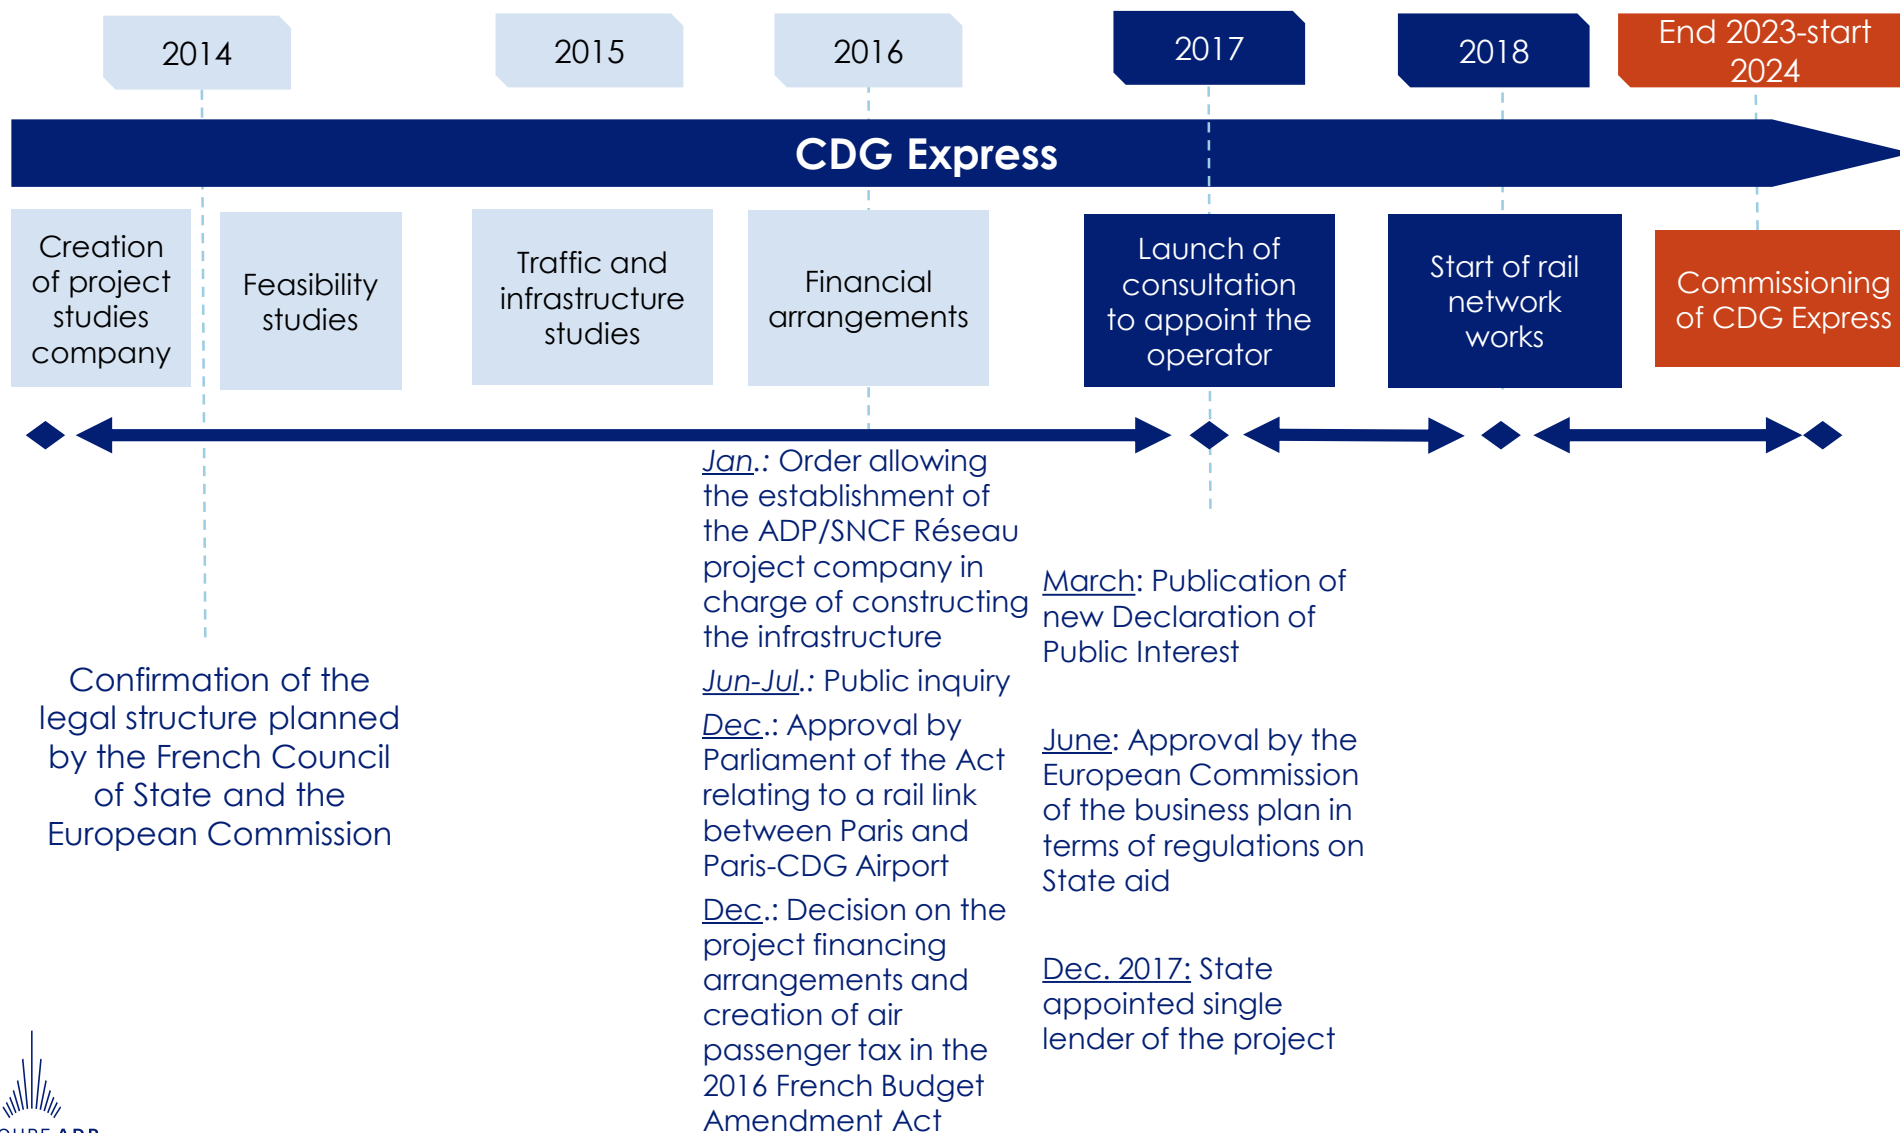 2014
2015
2016
2017
2018
End 2023-start
2024
CDG Express
Creation
of project
studies
company
Feasibility
studies
Traffic and
infrastructure
studies
Financial
arrangements
Launch of
consultation
to appoint the
operator
Start of rail
network
works
Commissioning
of CDG Express
Confirmation of the
legal structure planned
by the French Council
of State and the
European Commission
Jan.: Order allowing
the establishment of
the ADP/SNCF Réseau
project company in
charge of constructing
the infrastructure
Jun-Jul.: Public inquiry
Dec.: Approval by
Parliament of the Act
relating to a rail link
between Paris and
Paris-CDG Airport
Dec.: Decision on the
project financing
arrangements and
creation of air
passenger tax in the
2016 French Budget
Amendment Act
March: Publication of
new Declaration of
Public Interest
June: Approval by the
European Commission
of the business plan in
terms of regulations on
State aid
Dec. 2017: State
appointed single
lender of the project
ADP